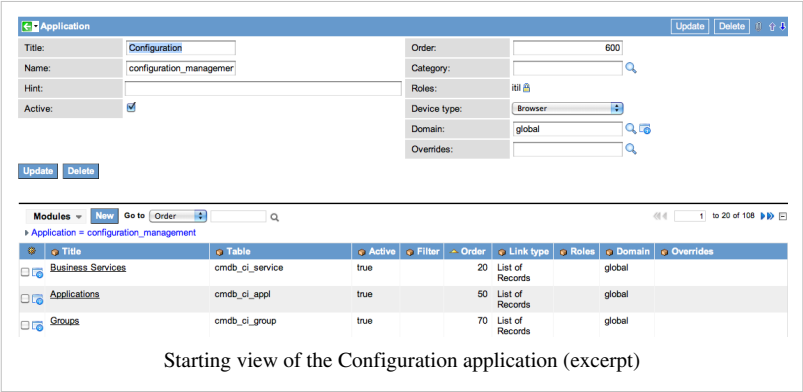 Application Update Delete
Title: Configuration Order: 600
Name: configuration_managemer Category:
Hint: Roles: itil
Active: Device type: Browser
Domain: global
Overrides:
Update Delete
Modules New Go to Order 1 to 20 of 108
Application = configuration_management
Title Table Active Filter Order Link type Roles Domain Overrides
Business Services cmdb_ci_service true 20 List of global
Records
Applications cmdb_ci_appl true 50 List of global
Records
Groups cmdb_ci_group true 70 List of global
Records
Starting view of the Configuration application (excerpt)